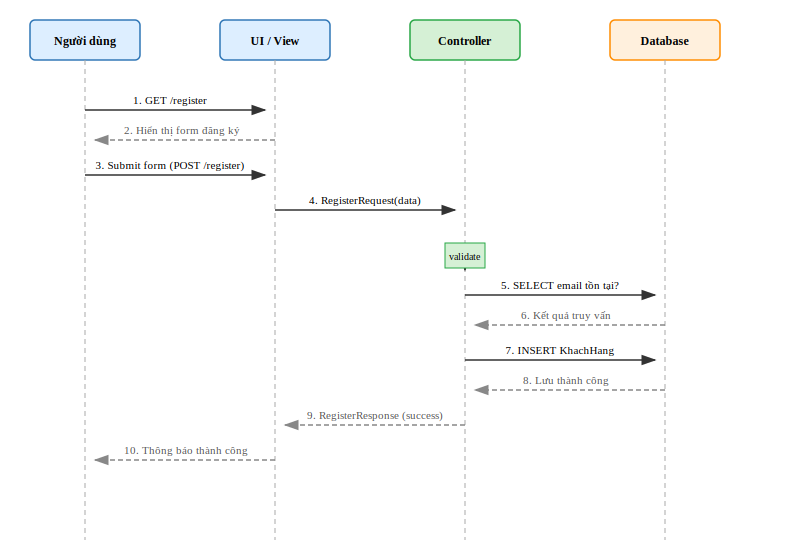 Người dùng
UI / View
Controller
Database
1. GET /register
2. Hiển thị form đăng ký
3. Submit form (POST /register)
4. RegisterRequest(data)
validate
5. SELECT email tồn tại?
6. Kết quả truy vấn
7. INSERT KhachHang
8. Lưu thành công
9. RegisterResponse (success)
10. Thông báo thành công